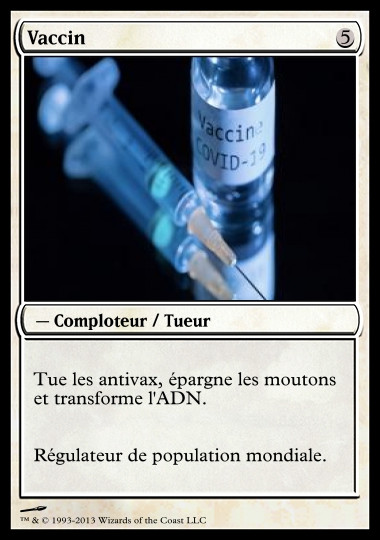 Vaccin 5
Vaccine
COVID-19
— Comploteur / Tueur
Tue les antivax, épargne les moutons
et transforme l'ADN.
Régulateur de population mondiale.
™ & © 1993-2013 Wizards of the Coast LLC